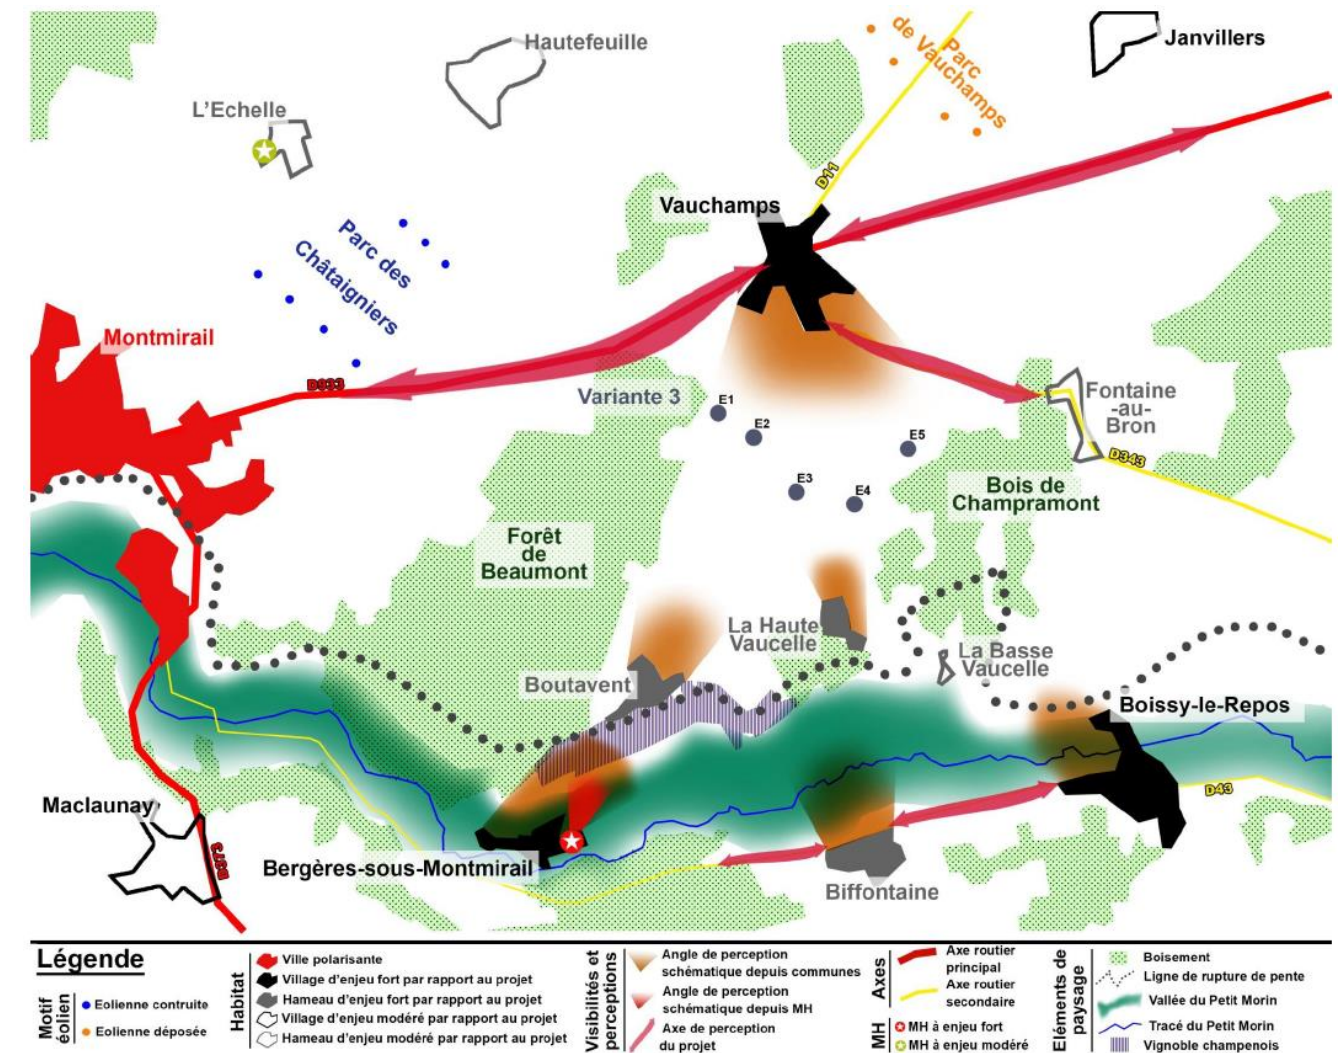 Hautefeuille
Janvillers
L'Echelle
Parc
de Vauchamps
D11
Vauchamps
Parc des
Châtaigniers
Montmirail
D933
Variante 3
E1
E2
E3
E4
E5
Fontaine
-au-
Bron
D343
Bois de
Champramont
Forêt
de
Beaumont
La Haute
Vaucelle
La Basse
Vaucelle
Boutavent
Boissy-le-Repos
D43
Maclaunay
D373
Bergères-sous-Montmirail
Biffontaine
Légende
Motif
éolien
Eolienne contruite
Eolienne déposée
Habitat
Ville polarisante
Village d'enjeu fort par rapport au projet
Hameau d'enjeu fort par rapport au projet
Village d'enjeu modéré par rapport au projet
Hameau d'enjeu modéré par rapport au projet
Visibilités et
perceptions
Angle de perception
schématique depuis communes
Angle de perception
schématique depuis MH
Axe de perception
du projet
Axes
Axe routier
principal
Axe routier
secondaire
MH
MH à enjeu fort
MH à enjeu modéré
Eléments de
paysage
Boisement
Ligne de rupture de pente
Vallée du Petit Morin
Tracé du Petit Morin
Vignoble champenois